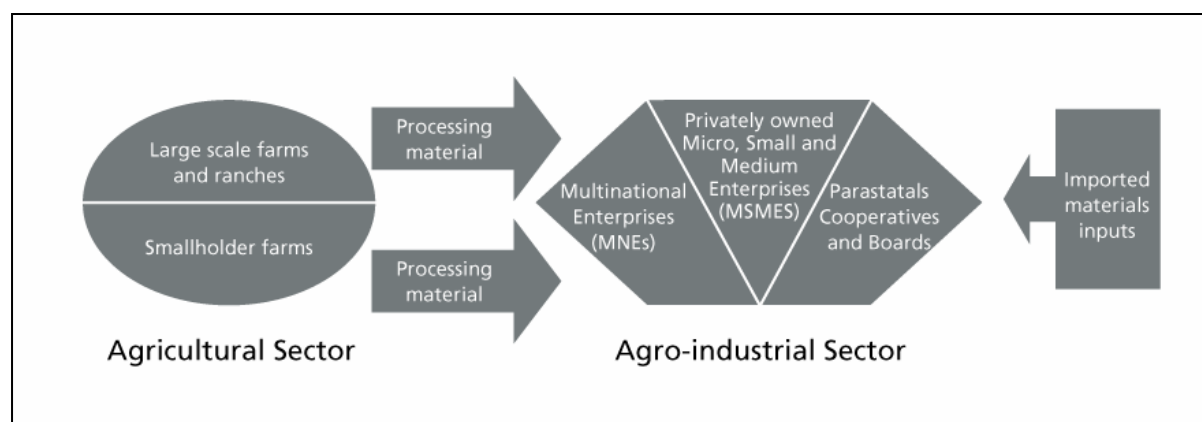 Large scale farms
and ranches
Smallholder farms
Processing
material
Processing
material
Multinational
Enterprises
(MNEs)
Privately owned
Micro, Small and
Medium
Enterprises
(MSMES)
Parastatals
Cooperatives
and Boards
Imported
materials
inputs
Agricultural Sector
Agro-industrial Sector